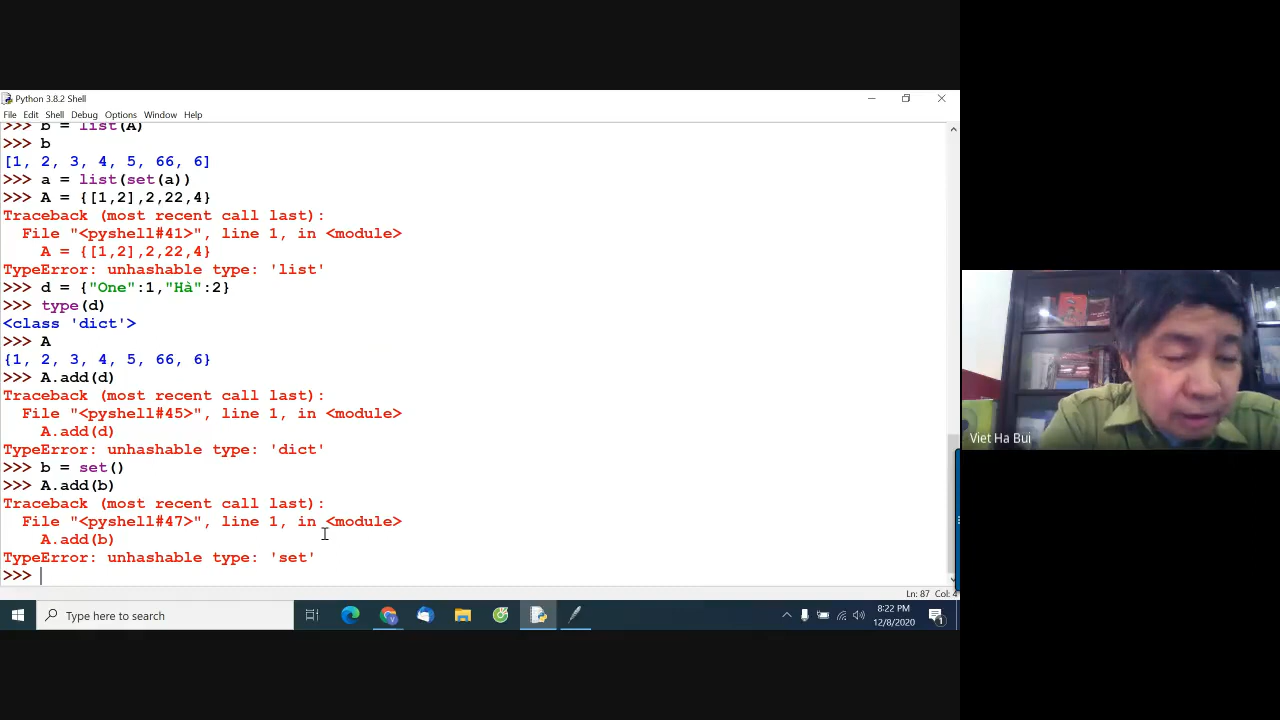 Python 3.8.2 Shell
File Edit Shell Debug Options Window Help
>>> b = list(A)
>>> b
[1, 2, 3, 4, 5, 66, 6]
>>> a = list(set(a))
>>> A = {[1,2],2,22,4}
Traceback (most recent call last):
  File "<pyshell#41>", line 1, in <module>
    A = {[1,2],2,22,4}
TypeError: unhashable type: 'list'
>>> d = {"One":1,"Hà":2}
>>> type(d)
<class 'dict'>
>>> A
{1, 2, 3, 4, 5, 66, 6}
>>> A.add(d)
Traceback (most recent call last):
  File "<pyshell#45>", line 1, in <module>
    A.add(d)
TypeError: unhashable type: 'dict'
>>> b = set()
>>> A.add(b)
Traceback (most recent call last):
  File "<pyshell#47>", line 1, in <module>
    A.add(b)
TypeError: unhashable type: 'set'
>>>
Ln: 87 Col: 4
Type here to search
8:22 PM
12/8/2020
1
Viet Ha Bui